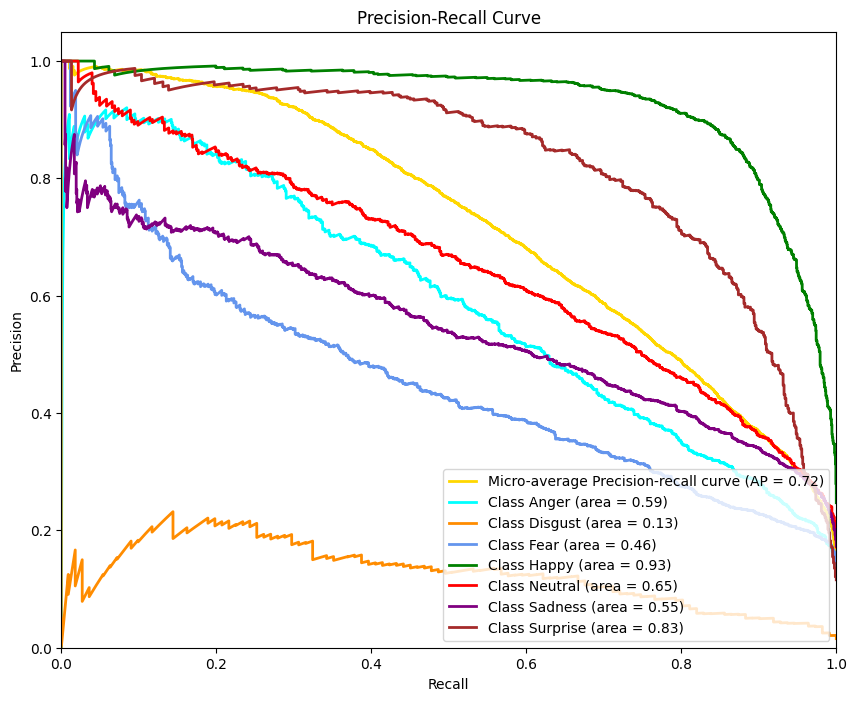 Precision-Recall Curve
1.0
0.8
0.6
0.4
0.2
0.0
Precision
0.0 0.2 0.4 0.6 0.8 1.0
Recall
Micro-average Precision-recall curve (AP = 0.72)
Class Anger (area = 0.59)
Class Disgust (area = 0.13)
Class Fear (area = 0.46)
Class Happy (area = 0.93)
Class Neutral (area = 0.65)
Class Sadness (area = 0.55)
Class Surprise (area = 0.83)